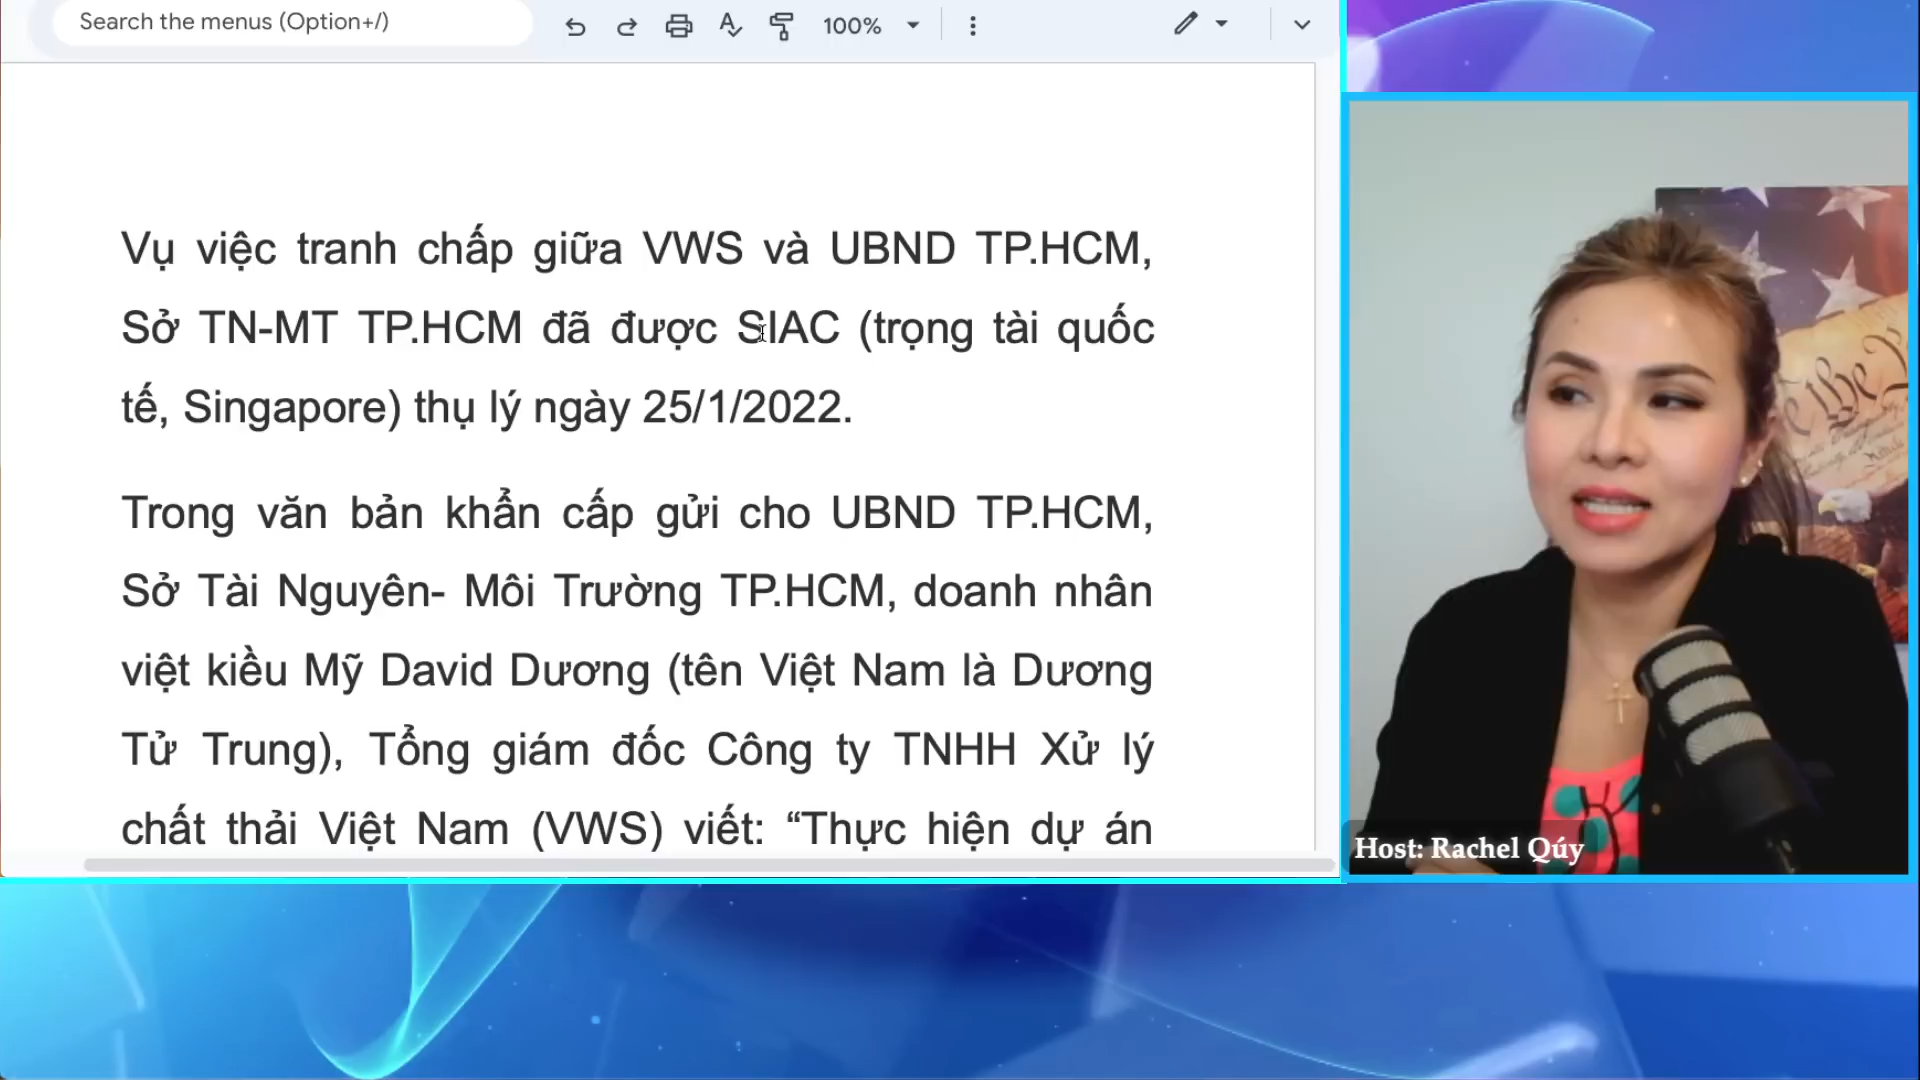 Search the menus (Option+/)
100%
Vụ việc tranh chấp giữa VWS và UBND TP.HCM,
Sở TN-MT TP.HCM đã được SIAC (trọng tài quốc
tế, Singapore) thụ lý ngày 25/1/2022.
Trong văn bản khẩn cấp gửi cho UBND TP.HCM,
Sở Tài Nguyên- Môi Trường TP.HCM, doanh nhân
việt kiều Mỹ David Dương (tên Việt Nam là Dương
Tử Trung), Tổng giám đốc Công ty TNHH Xử lý
chất thải Việt Nam (VWS) viết: “Thực hiện dự án
We the
Host: Rachel Qúy